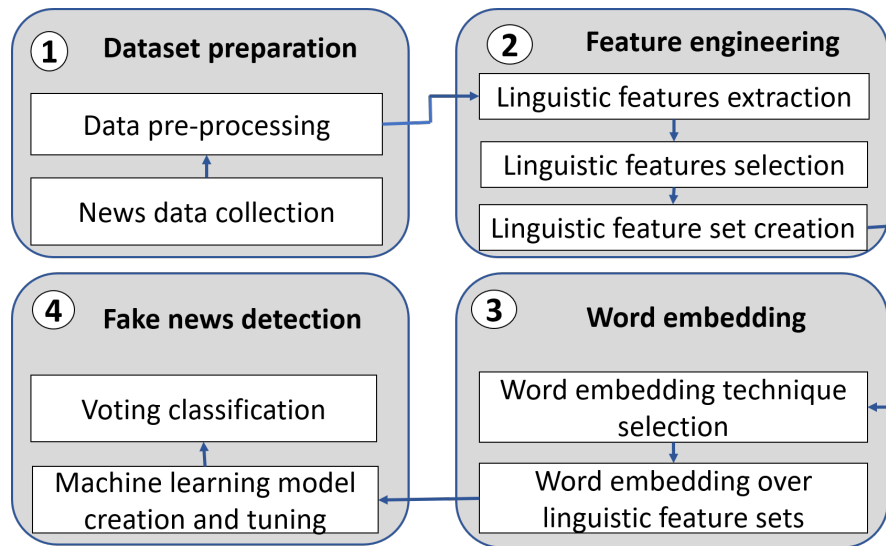 1 Dataset preparation
Data pre-processing
News data collection
2 Feature engineering
Linguistic features extraction
Linguistic features selection
Linguistic feature set creation
3 Word embedding
Word embedding technique
selection
Word embedding over
linguistic feature sets
4 Fake news detection
Voting classification
Machine learning model
creation and tuning